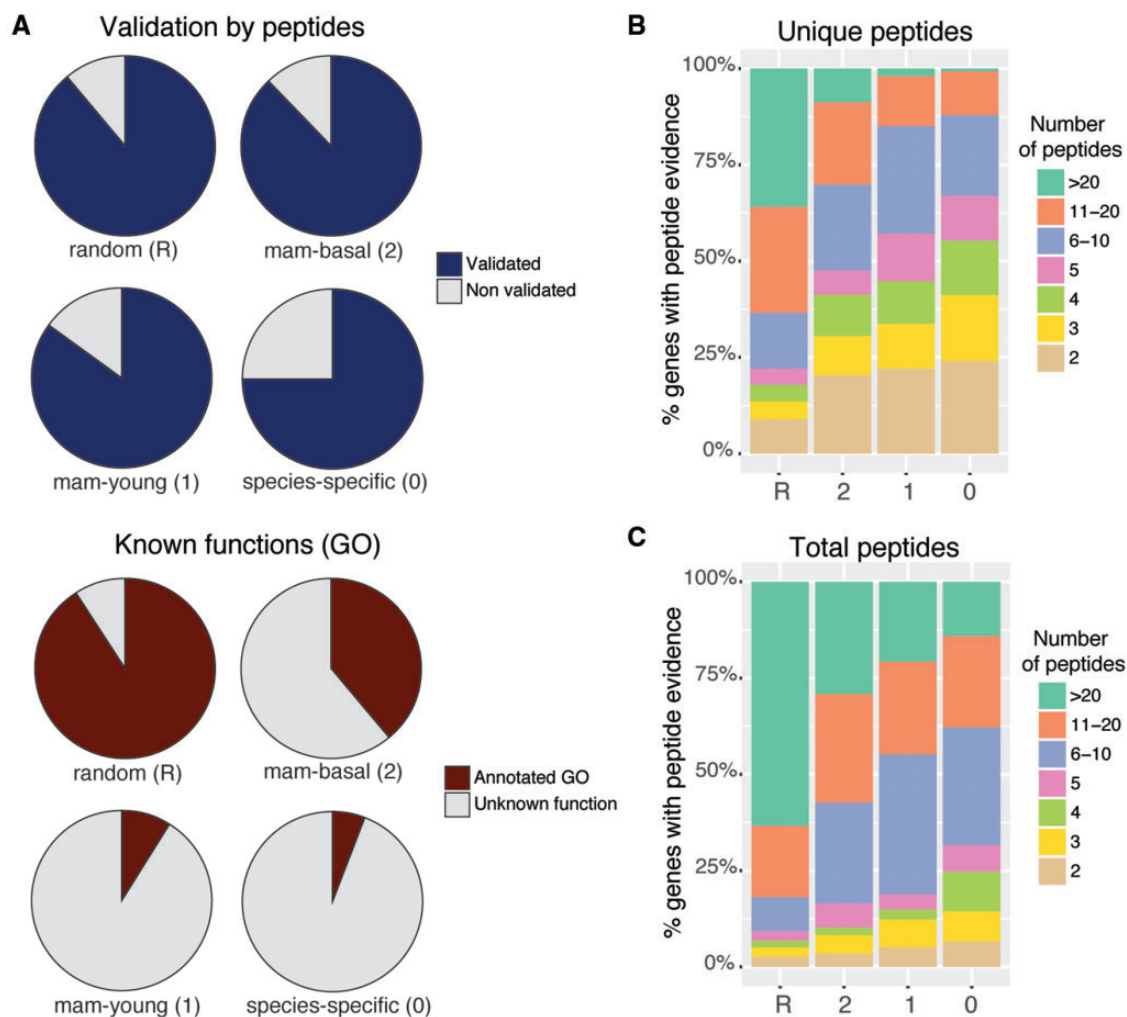 A
Validation by peptides
random (R)
mam-basal (2)
Validated
Non validated
mam-young (1)
species-specific (0)
Known functions (GO)
random (R)
mam-basal (2)
Annotated GO
Unknown function
mam-young (1)
species-specific (0)
B
Unique peptides
% genes with peptide evidence
100%
75%
50%
25%
0%
R
2
1
0
Number
of peptides
>20
11–20
6–10
5
4
3
2
C
Total peptides
% genes with peptide evidence
100%
75%
50%
25%
0%
R
2
1
0
Number
of peptides
>20
11–20
6–10
5
4
3
2